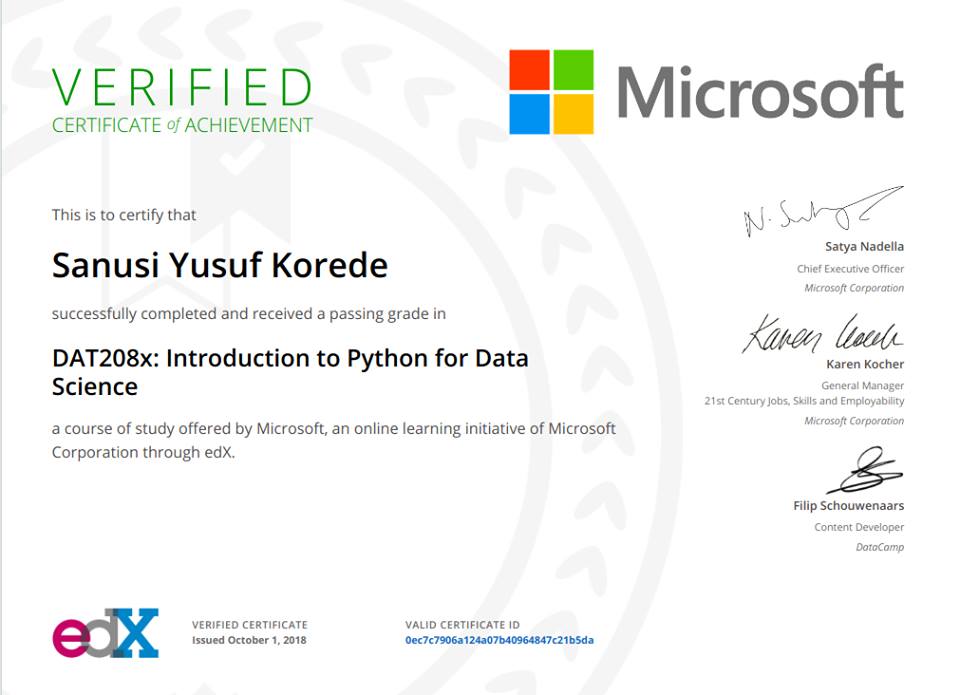 VERIFIED
CERTIFICATE of ACHIEVEMENT
Microsoft
This is to certify that
Sanusi Yusuf Korede
successfully completed and received a passing grade in
DAT208x: Introduction to Python for Data
Science
a course of study offered by Microsoft, an online learning initiative of Microsoft
Corporation through edX.
Satya Nadella
Chief Executive Officer
Microsoft Corporation
Karen Kocher
General Manager
21st Century Jobs, Skills and Employability
Microsoft Corporation
Filip Schouwenaars
Content Developer
DataCamp
edX
VERIFIED CERTIFICATE
Issued October 1, 2018
VALID CERTIFICATE ID
0ec7c7906a124a07b40964847c21b5da